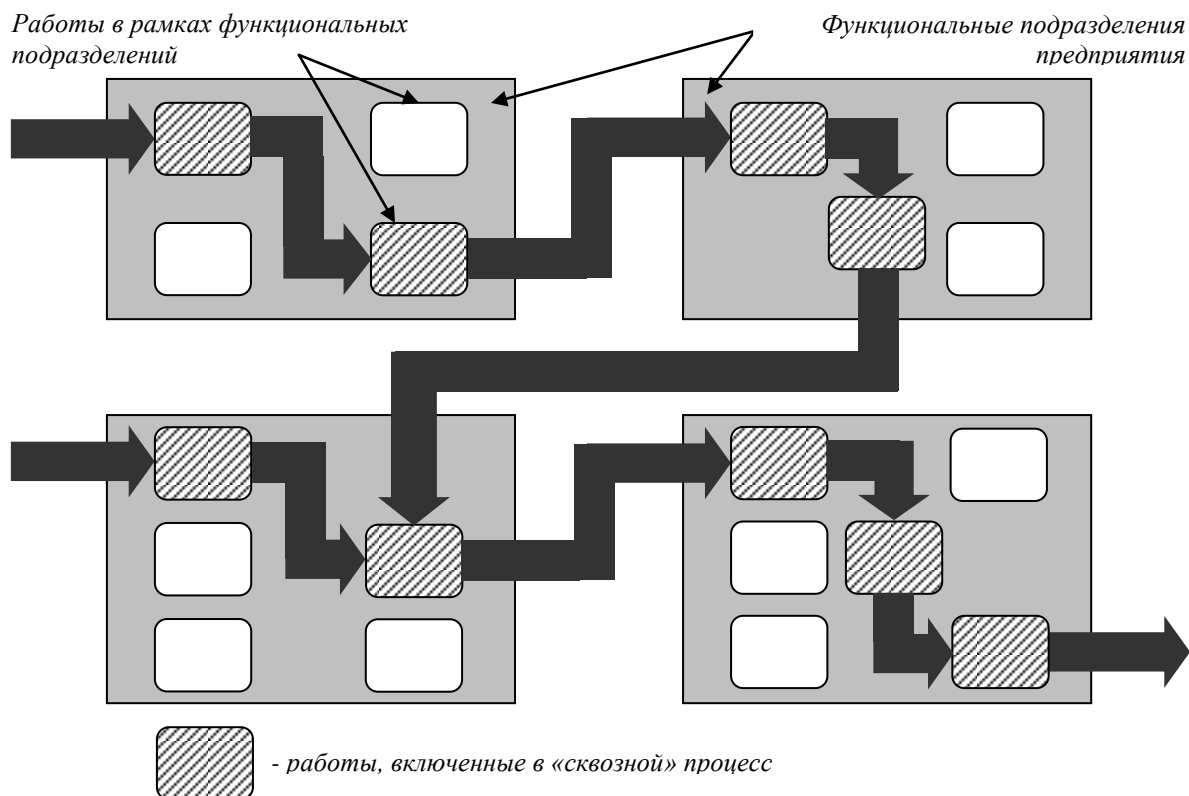 Работы в рамках функциональных
подразделений
Функциональные подразделения
предприятия
- работы, включенные в «сквозной» процесс